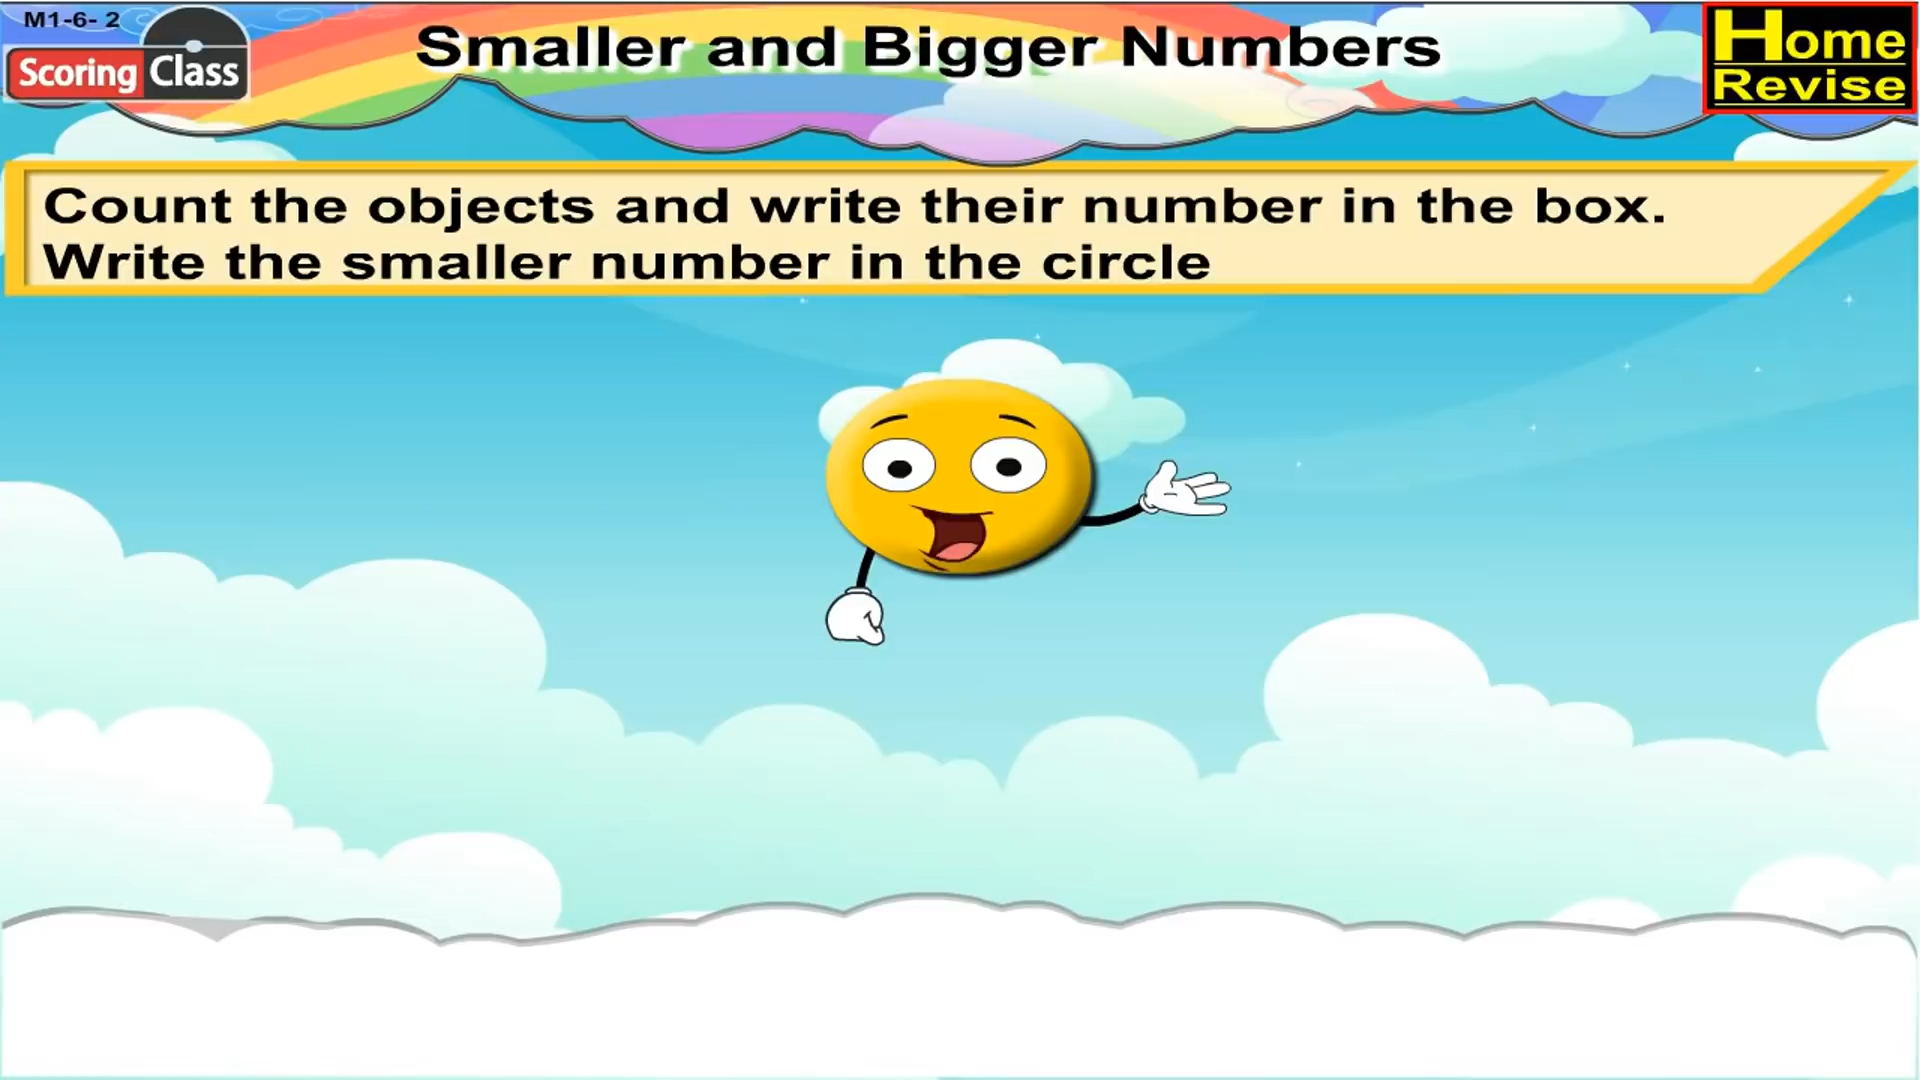 M1-6- 2
Scoring Class
Smaller and Bigger Numbers
Home
Revise
Count the objects and write their number in the box.
Write the smaller number in the circle